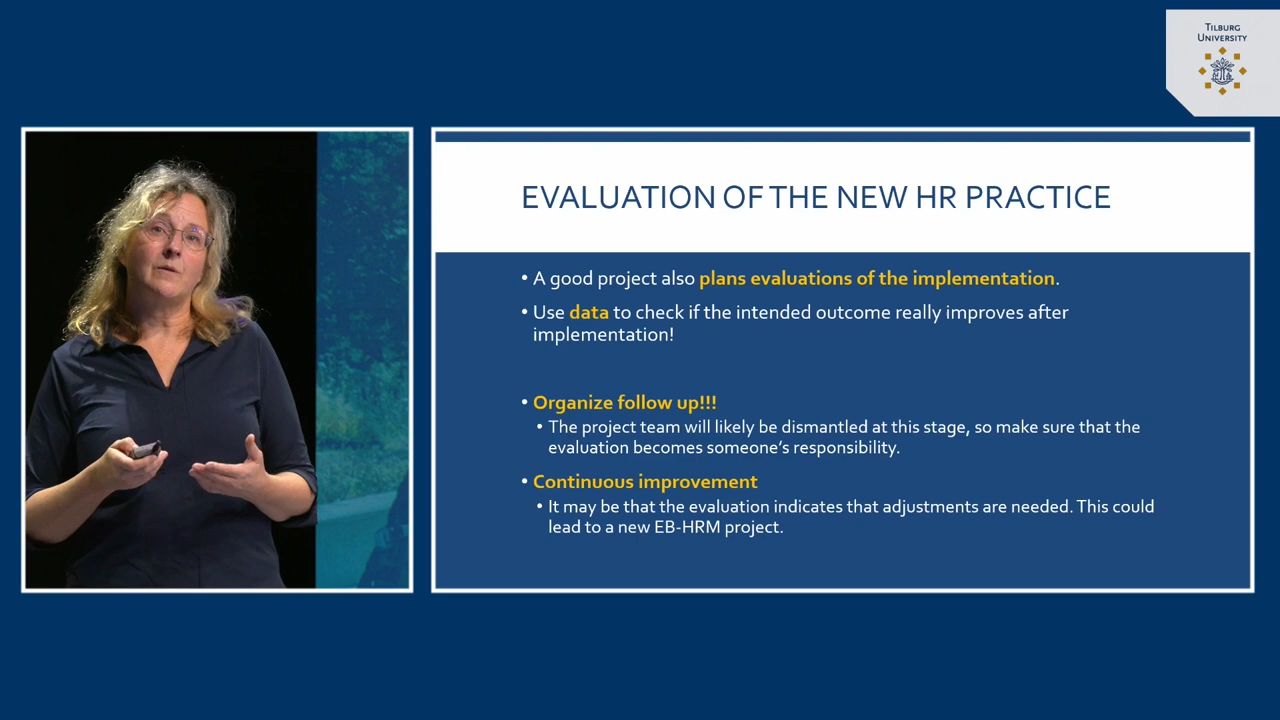 TILBURG
UNIVERSITY
EVALUATION OF THE NEW HR PRACTICE
• A good project also plans evaluations of the implementation.
• Use data to check if the intended outcome really improves after
implementation!
• Organize follow up!!!
• The project team will likely be dismantled at this stage, so make sure that the
evaluation becomes someone’s responsibility.
• Continuous improvement
• It may be that the evaluation indicates that adjustments are needed. This could
lead to a new EB-HRM project.